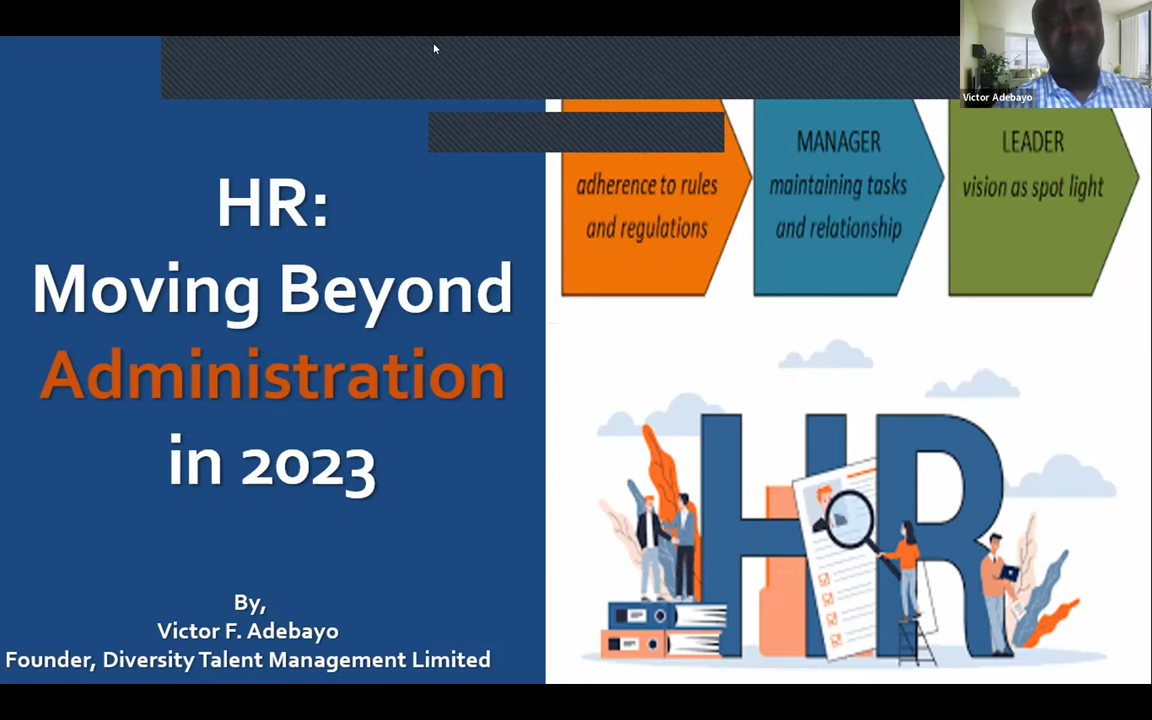 HR:
Moving Beyond
Administration
in 2023
By,
Victor F. Adebayo
Founder, Diversity Talent Management Limited
adherence to rules
and regulations
MANAGER
maintaining tasks
and relationship
LEADER
vision as spot light
Victor Adebayo